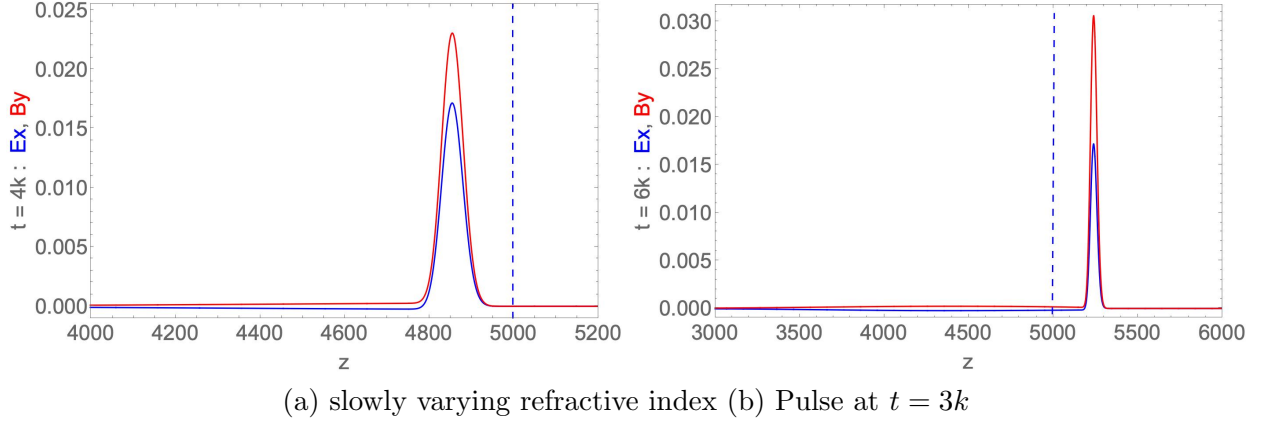 t = 4k : Ex, By
0.025
0.020
0.015
0.010
0.005
0.000
4000 4200 4400 4600 4800 5000 5200
z
t = 6k : Ex, By
0.030
0.025
0.020
0.015
0.010
0.005
0.000
3000 3500 4000 4500 5000 5500 6000
z
(a) slowly varying refractive index (b) Pulse at t = 3k